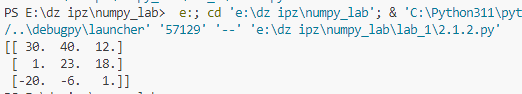 PS E:\dz ipz\numpy_lab> e:; cd 'e:\dz ipz\numpy_lab'; & 'C:\Python311\pyt
/..\debugpy\launcher' '57129' '--' 'e:\dz ipz\numpy_lab\lab_1\2.1.2.py'
[[ 30. 40. 12.]
[ 1. 23. 18.]
[-20. -6. 1.]]